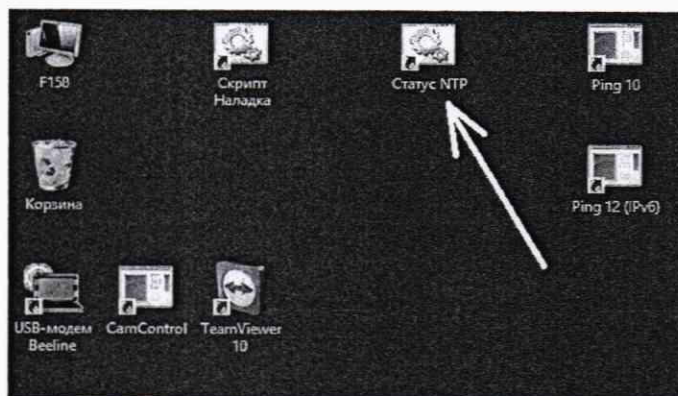 F158
Скрипт
Наладка
Статус NTP
Ping 10
Корзина
Ping 12 (IPv6)
USB-модем
Beeline
CamControl
TeamViewer
10